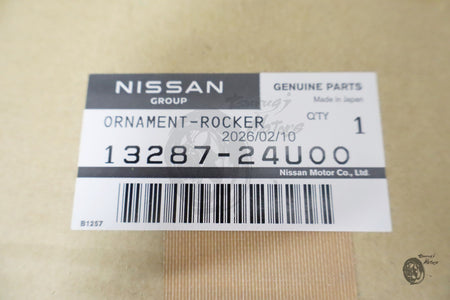 NISSAN
GROUP
GENUINE PARTS
Made in Japan
ORNAMENT-ROCKER
Q'TY 1
2026/02/10
13287-24U00
Nissan Motor Co., Ltd.
B1257